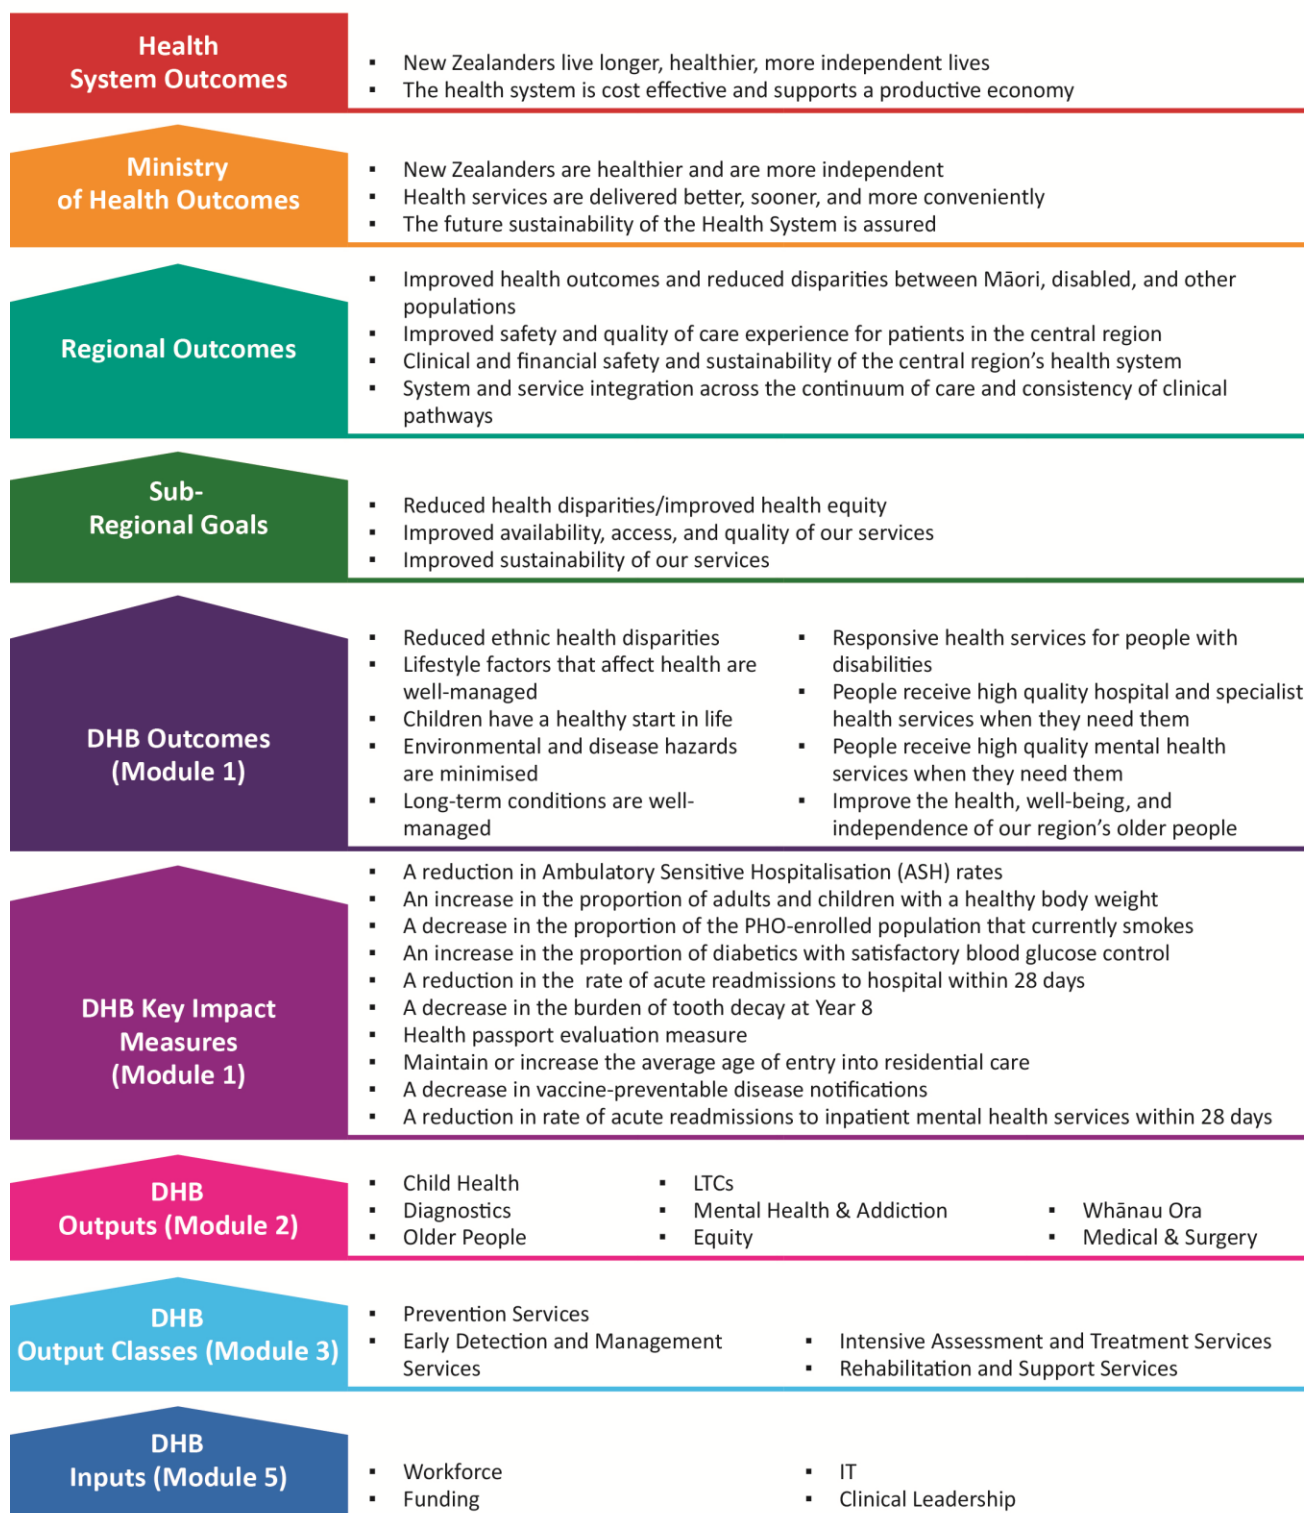 Health
System Outcomes
▪ New Zealanders live longer, healthier, more independent lives
▪ The health system is cost effective and supports a productive economy
Ministry
of Health Outcomes
▪ New Zealanders are healthier and are more independent
▪ Health services are delivered better, sooner, and more conveniently
▪ The future sustainability of the Health System is assured
Regional Outcomes
▪ Improved health outcomes and reduced disparities between Māori, disabled, and other
populations
▪ Improved safety and quality of care experience for patients in the central region
▪ Clinical and financial safety and sustainability of the central region’s health system
▪ System and service integration across the continuum of care and consistency of clinical
pathways
Sub-
Regional Goals
▪ Reduced health disparities/improved health equity
▪ Improved availability, access, and quality of our services
▪ Improved sustainability of our services
DHB Outcomes
(Module 1)
▪ Reduced ethnic health disparities
▪ Lifestyle factors that affect health are
well-managed
▪ Children have a healthy start in life
▪ Environmental and disease hazards
are minimised
▪ Long-term conditions are well-
managed
▪ Responsive health services for people with
disabilities
▪ People receive high quality hospital and specialist
health services when they need them
▪ People receive high quality mental health
services when they need them
▪ Improve the health, well-being, and
independence of our region’s older people
DHB Key Impact
Measures
(Module 1)
▪ A reduction in Ambulatory Sensitive Hospitalisation (ASH) rates
▪ An increase in the proportion of adults and children with a healthy body weight
▪ A decrease in the proportion of the PHO-enrolled population that currently smokes
▪ An increase in the proportion of diabetics with satisfactory blood glucose control
▪ A reduction in the rate of acute readmissions to hospital within 28 days
▪ A decrease in the burden of tooth decay at Year 8
▪ Health passport evaluation measure
▪ Maintain or increase the average age of entry into residential care
▪ A decrease in vaccine-preventable disease notifications
▪ A reduction in rate of acute readmissions to inpatient mental health services within 28 days
DHB
Outputs (Module 2)
▪ Child Health
▪ Diagnostics
▪ Older People
▪ LTCs
▪ Mental Health & Addiction
▪ Equity
▪ Whānau Ora
▪ Medical & Surgery
DHB
Output Classes (Module 3)
▪ Prevention Services
▪ Early Detection and Management
Services
▪ Intensive Assessment and Treatment Services
▪ Rehabilitation and Support Services
DHB
Inputs (Module 5)
▪ Workforce
▪ Funding
▪ IT
▪ Clinical Leadership